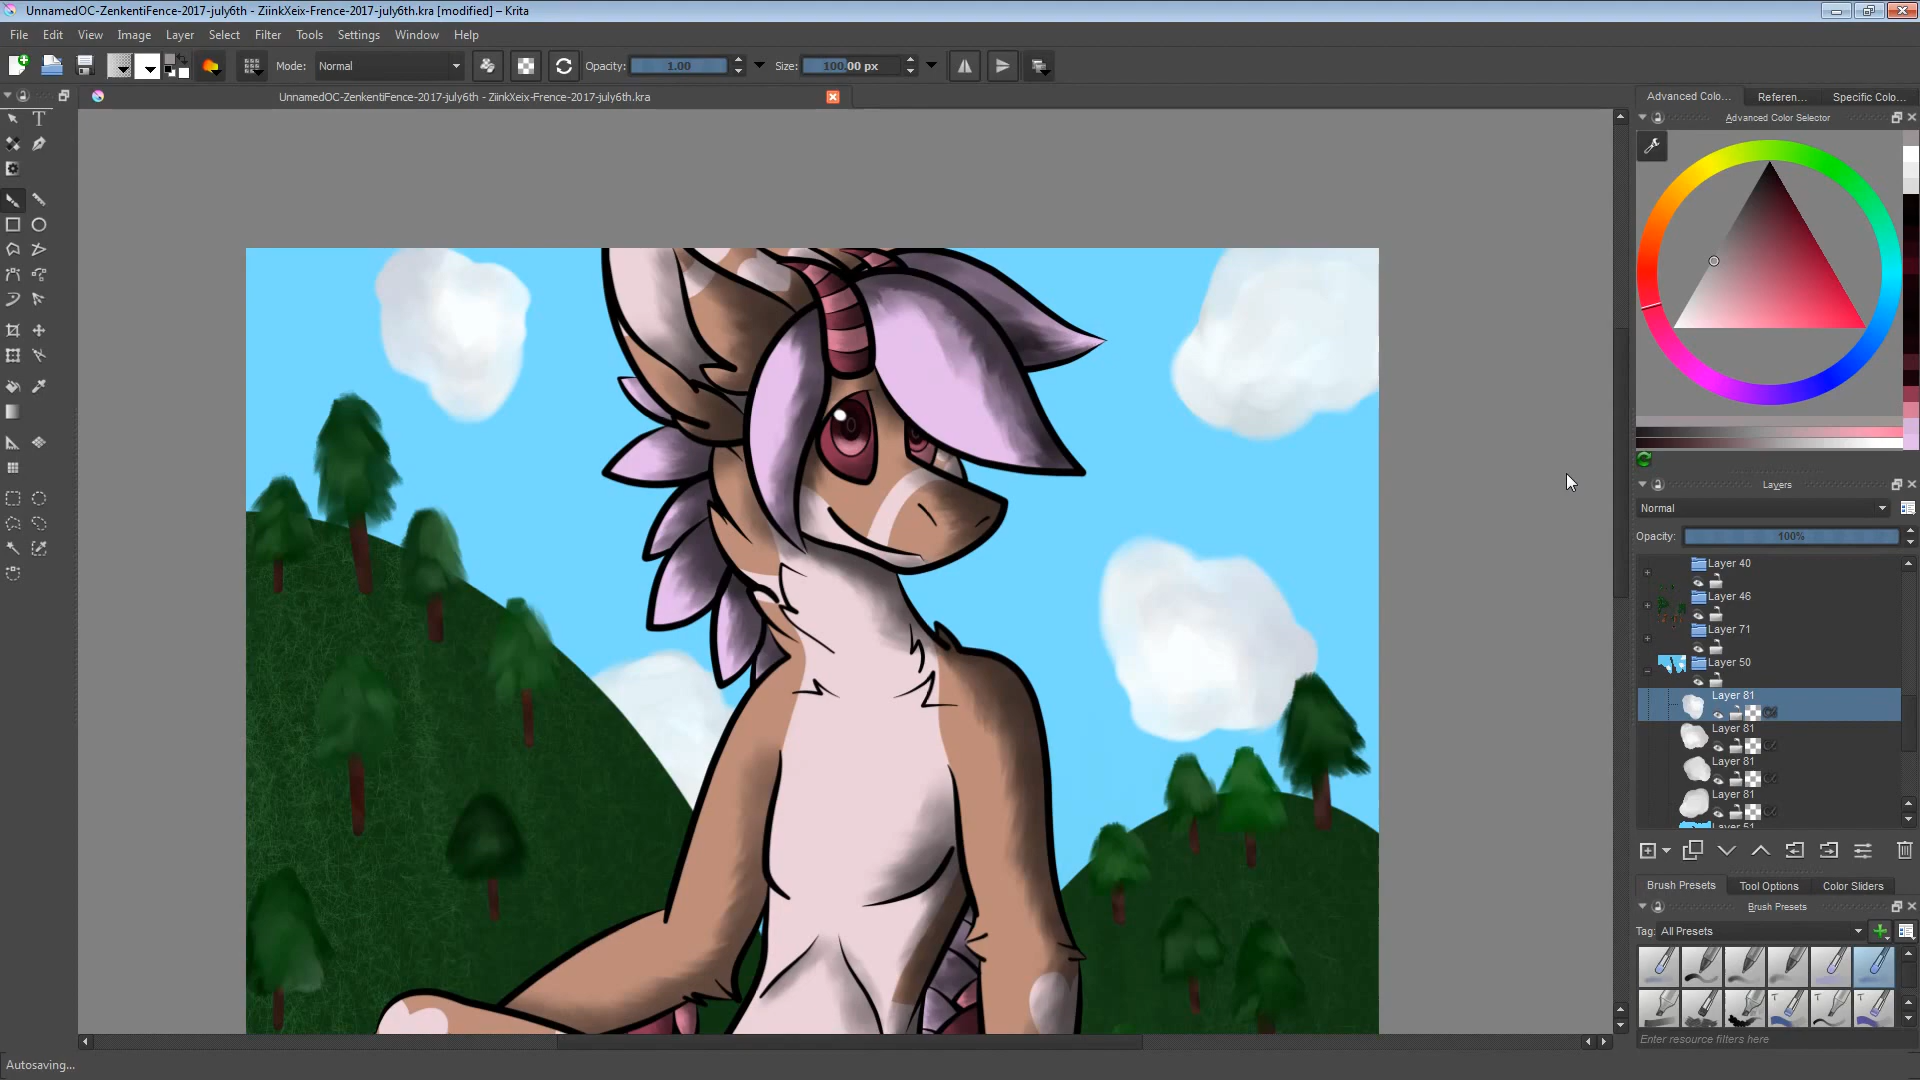 UnnamedOC-ZenkentiFence-2017-july6th - ZiinkXeix-Frence-2017-july6th.kra [modified] – Krita
File Edit View Image Layer Select Filter Tools Settings Window Help
Mode: Normal Opacity: 1.00 Size: 100.00 px
UnnamedOC-ZenkentiFence-2017-july6th - ZiinkXeix-Frence-2017-july6th.kra
Advanced Colo... Referen... Specific Colo...
Advanced Color Selector
Layers
Normal
Opacity: 100%
Layer 40
Layer 46
Layer 71
Layer 50
Layer 81
Layer 81
Layer 81
Layer 81
Layer 51
Brush Presets Tool Options Color Sliders
Brush Presets
Tag: All Presets
T T T
Enter resource filters here
Autosaving...